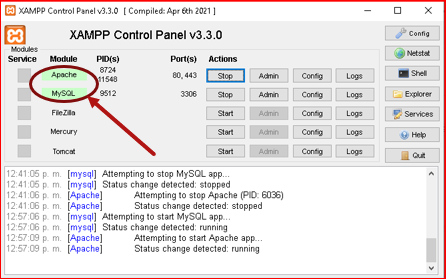 XAMPP Control Panel v3.3.0 [ Compiled: Apr 6th 2021 ]
XAMPP Control Panel v3.3.0
Config
Modules
Service Module PID(s) Port(s) Actions
Netstat
Apache 8724 11548 80, 443 Stop Admin Config Logs
Shell
MySQL 9512 3306 Stop Admin Config Logs
Explorer
FileZilla Start Admin Config Logs
Services
Mercury Start Admin Config Logs
Help
Tomcat Start Admin Config Logs
Quit
12:41:05 p. m. [mysql] Attempting to stop MySQL app...
12:41:05 p. m. [mysql] Status change detected: stopped
12:41:06 p. m. [Apache] Attempting to stop Apache (PID: 6036)
12:41:06 p. m. [Apache] Status change detected: stopped
12:57:06 p. m. [mysql] Attempting to start MySQL app...
12:57:06 p. m. [mysql] Status change detected: running
12:57:09 p. m. [Apache] Attempting to start Apache app...
12:57:09 p. m. [Apache] Status change detected: running